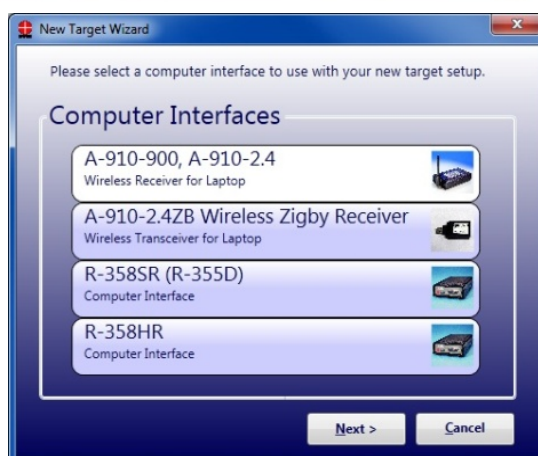 New Target Wizard
Please select a computer interface to use with your new target setup.
Computer Interfaces
A-910-900, A-910-2.4
Wireless Receiver for Laptop
A-910-2.4ZB Wireless Zigby Receiver
Wireless Transceiver for Laptop
R-358SR (R-355D)
Computer Interface
R-358HR
Computer Interface
Next > Cancel